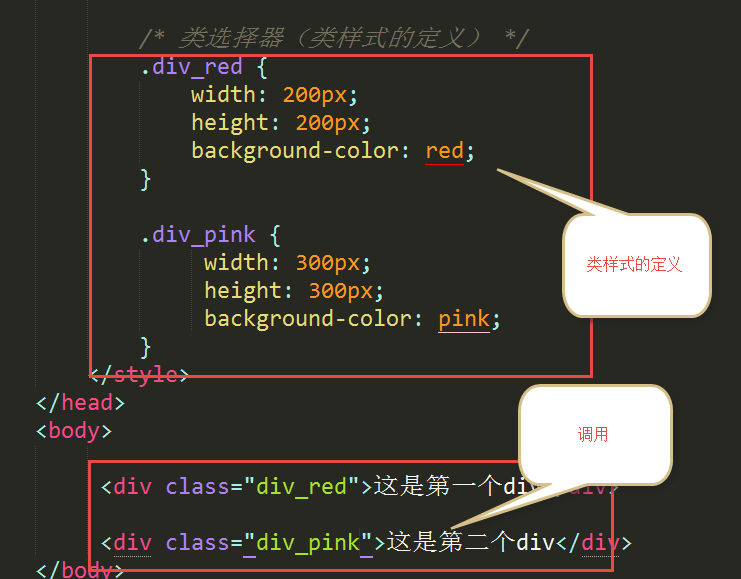 /* 类选择器（类样式的定义） */
.div_red {
width: 200px;
height: 200px;
background-color: red;
}
.div_pink {
width: 300px;
height: 300px;
background-color: pink;
}
类样式的定义
</style>
</head>
<body>
调用
<div class="div_red">这是第一个div</div>
<div class="div_pink">这是第二个div</div>
</body>